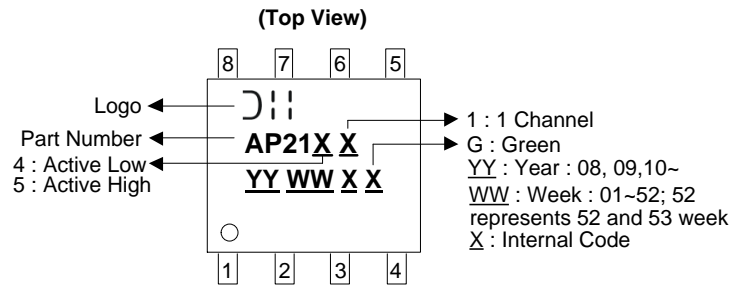 (Top View)
8 7 6 5
Logo
Part Number
4 : Active Low
5 : Active High
AP21X X
YY WW X X
1 : 1 Channel
G : Green
YY : Year : 08, 09,10~
WW : Week : 01~52; 52
represents 52 and 53 week
X : Internal Code
1 2 3 4